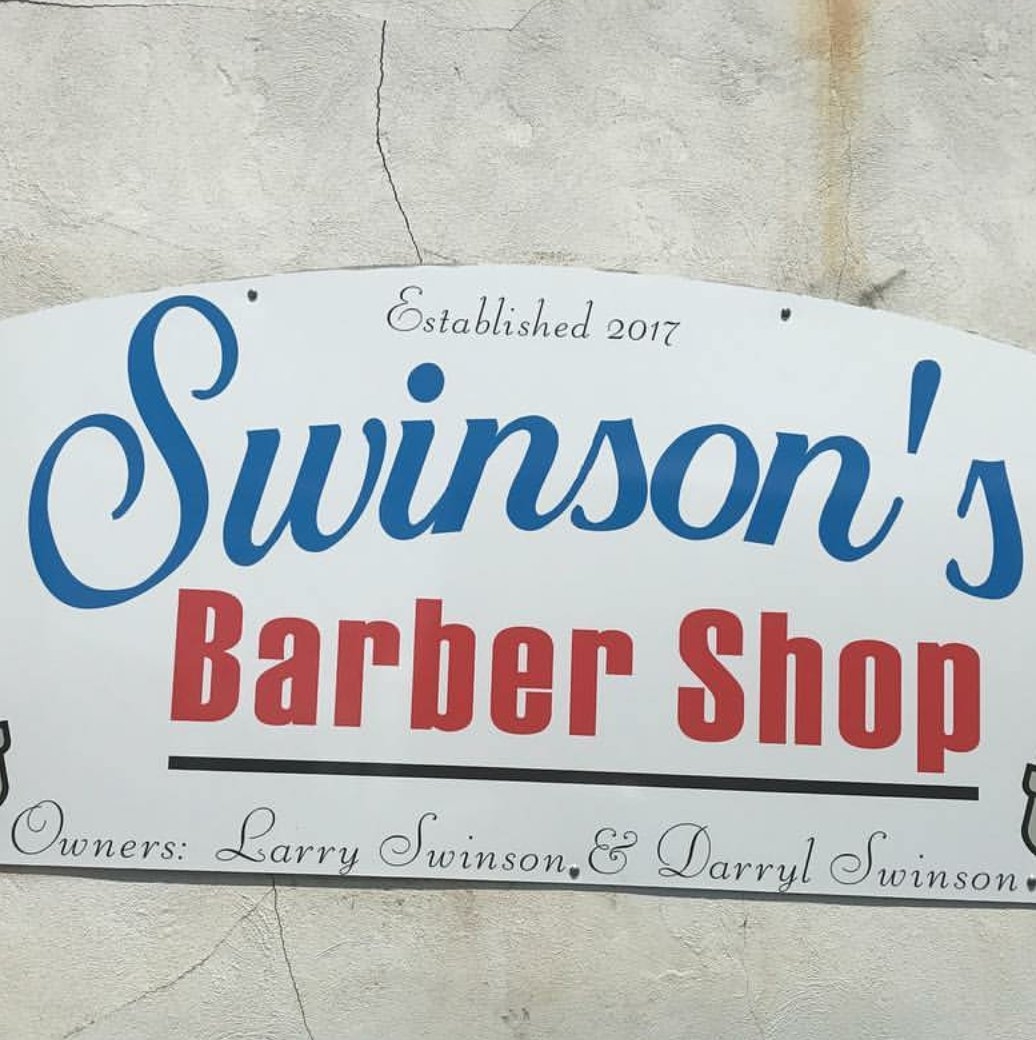 Established 2017
Swinson's
Barber Shop
Owners: Larry Swinson & Darryl Swinson